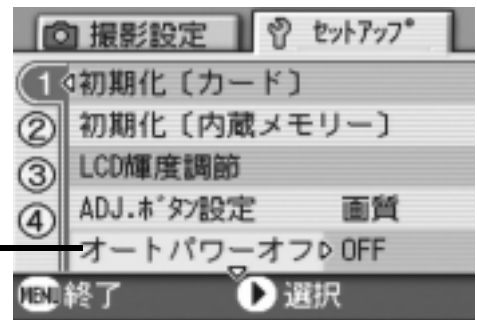 撮影設定 セットアップ
1 初期化〔カード〕
2 初期化〔内蔵メモリー〕
3 LCD輝度調節
4 ADJ.ボタン設定 画質
オートパワーオフ OFF
MENU 終了 選択